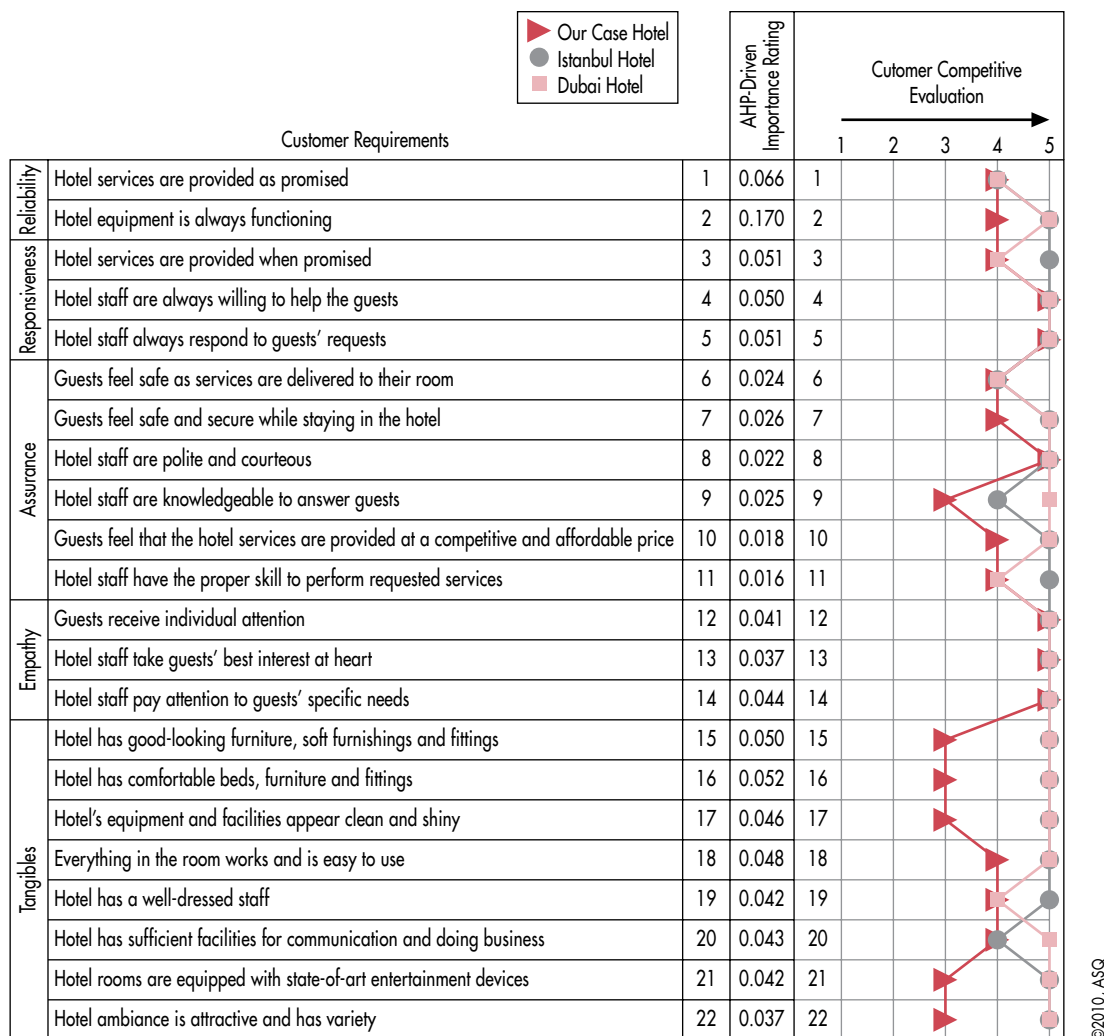 Our Case Hotel
Istanbul Hotel
Dubai Hotel
AHP-Driven
Importance Rating
Cutomer Competitive
Evaluation
Customer Requirements
1 2 3 4 5
Reliability
Hotel services are provided as promised 1 0.066 1
Hotel equipment is always functioning 2 0.170 2
Responsiveness
Hotel services are provided when promised 3 0.051 3
Hotel staff are always willing to help the guests 4 0.050 4
Hotel staff always respond to guests’ requests 5 0.051 5
Assurance
Guests feel safe as services are delivered to their room 6 0.024 6
Guests feel safe and secure while staying in the hotel 7 0.026 7
Hotel staff are polite and courteous 8 0.022 8
Hotel staff are knowledgeable to answer guests 9 0.025 9
Guests feel that the hotel services are provided at a competitive and affordable price 10 0.018 10
Hotel staff have the proper skill to perform requested services 11 0.016 11
Empathy
Guests receive individual attention 12 0.041 12
Hotel staff take guests’ best interest at heart 13 0.037 13
Hotel staff pay attention to guests’ specific needs 14 0.044 14
Tangibles
Hotel has good-looking furniture, soft furnishings and fittings 15 0.050 15
Hotel has comfortable beds, furniture and fittings 16 0.052 16
Hotel’s equipment and facilities appear clean and shiny 17 0.046 17
Everything in the room works and is easy to use 18 0.048 18
Hotel has a well-dressed staff 19 0.042 19
Hotel has sufficient facilities for communication and doing business 20 0.043 20
Hotel rooms are equipped with state-of-art entertainment devices 21 0.042 21
Hotel ambiance is attractive and has variety 22 0.037 22
©2010, ASQ